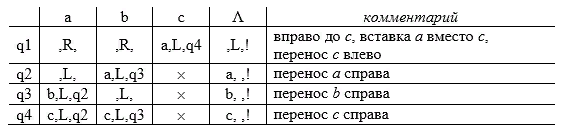 a b c Λ комментарий
q1 ,R, ,R, a,L,q4 ,L,! вправо до c, вставка a вместо c,
перенос c влево
q2 ,L, a,L,q3 × a, ,! перенос a справа
q3 b,L,q2 ,L, × b, ,! перенос b справа
q4 c,L,q2 c,L,q3 × c, ,! перенос c справа